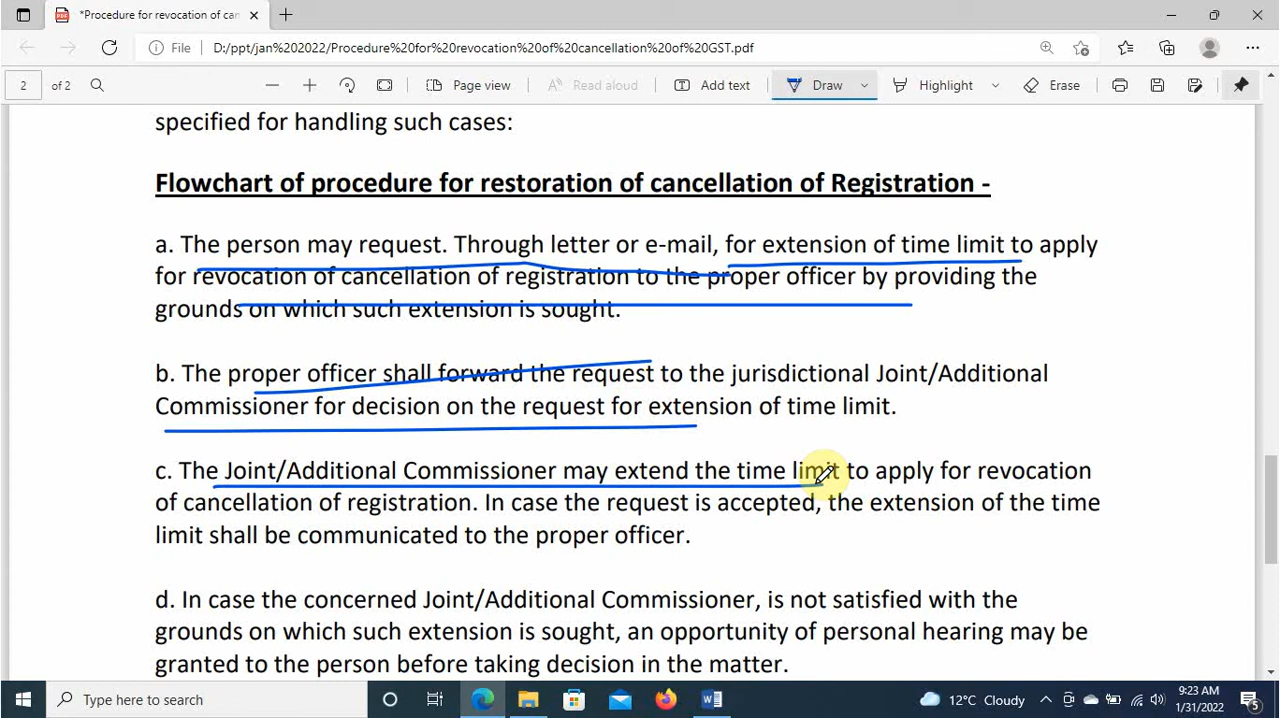 *Procedure for revocation of can
File
D:/ppt/jan%202022/Procedure%20for%20revocation%20of%20cancellation%20of%20GST.pdf
2 of 2
Page view
Read aloud
Add text
Draw
Highlight
Erase
specified for handling such cases:
Flowchart of procedure for restoration of cancellation of Registration -
a. The person may request. Through letter or e-mail, for extension of time limit to apply
for revocation of cancellation of registration to the proper officer by providing the
grounds on which such extension is sought.
b. The proper officer shall forward the request to the jurisdictional Joint/Additional
Commissioner for decision on the request for extension of time limit.
c. The Joint/Additional Commissioner may extend the time limit to apply for revocation
of cancellation of registration. In case the request is accepted, the extension of the time
limit shall be communicated to the proper officer.
d. In case the concerned Joint/Additional Commissioner, is not satisfied with the
grounds on which such extension is sought, an opportunity of personal hearing may be
granted to the person before taking decision in the matter.
Type here to search
12°C Cloudy
9:23 AM
1/31/2022
5